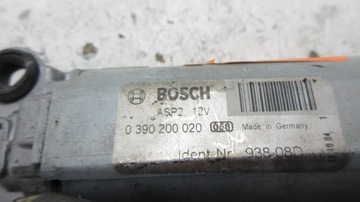 BOSCH
ASP2 12V
0 390 200 020 Made in Germany
Ident-Nr. 938 08D